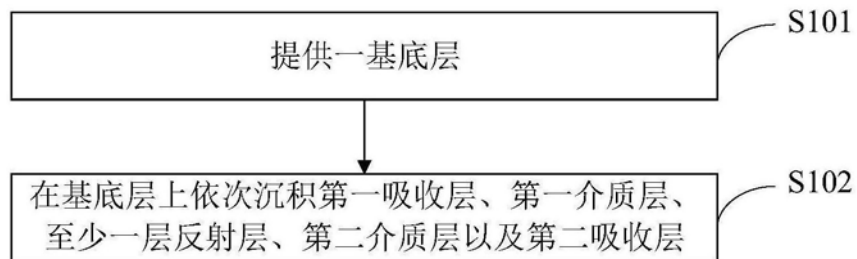 S101
提供一基底层
S102
在基底层上依次沉积第一吸收层、第一介质层、
至少一层反射层、第二介质层以及第二吸收层